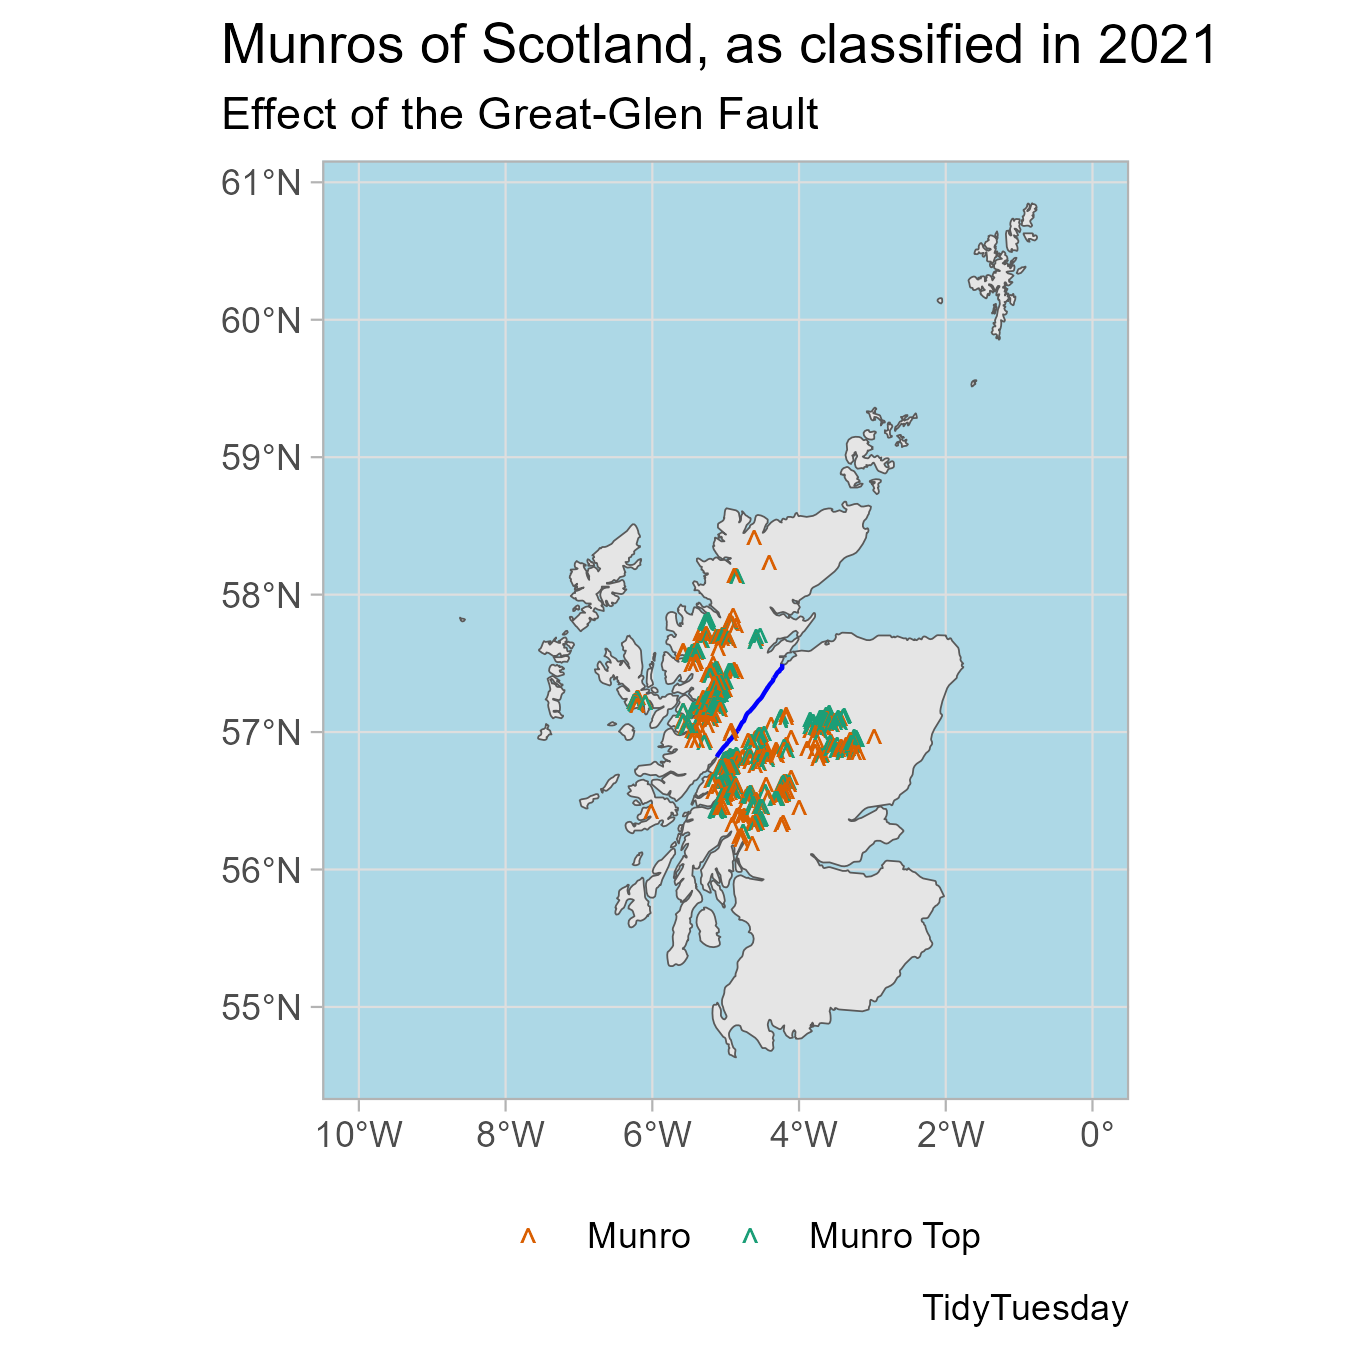 Munros of Scotland, as classified in 2021
Effect of the Great-Glen Fault
61°N
60°N
59°N
58°N
57°N
56°N
55°N
10°W 8°W 6°W 4°W 2°W 0°
^ Munro ^ Munro Top
TidyTuesday